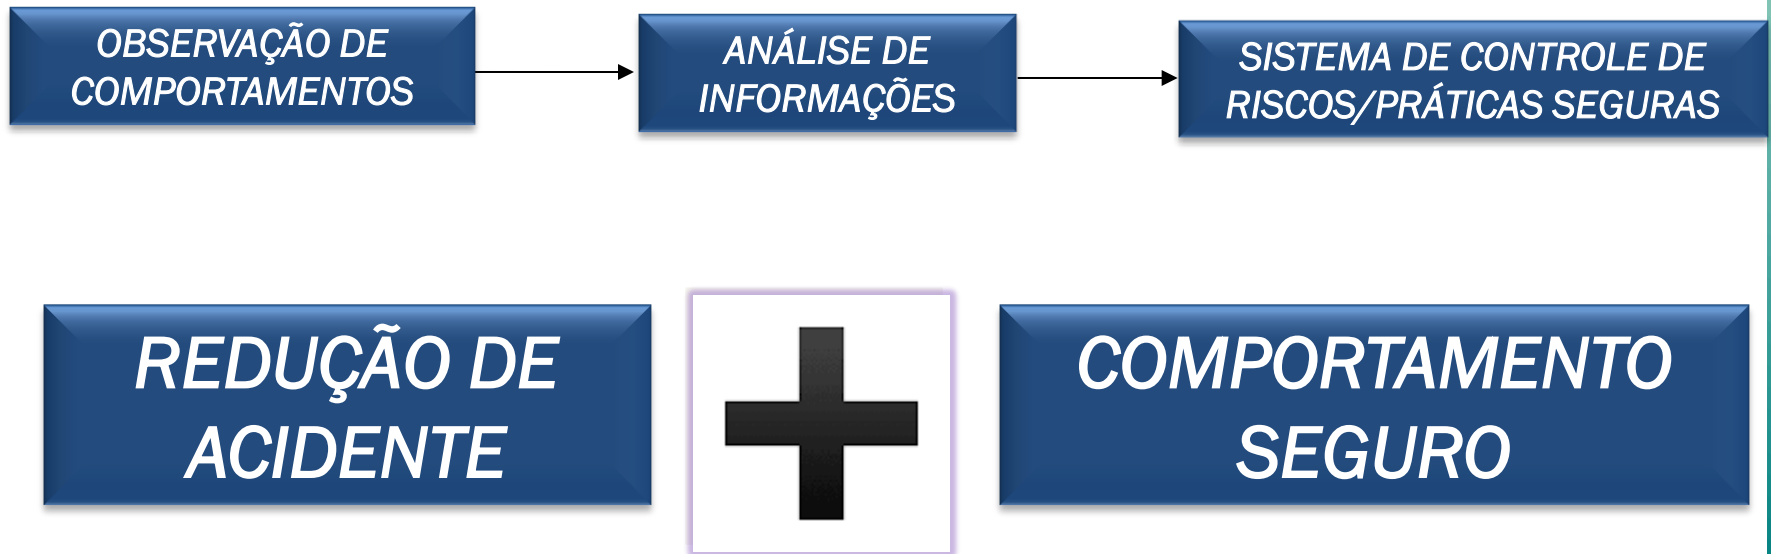 OBSERVAÇÃO DE
COMPORTAMENTOS
ANÁLISE DE
INFORMAÇÕES
SISTEMA DE CONTROLE DE
RISCOS/PRÁTICAS SEGURAS
REDUÇÃO DE
ACIDENTE
COMPORTAMENTO
SEGURO